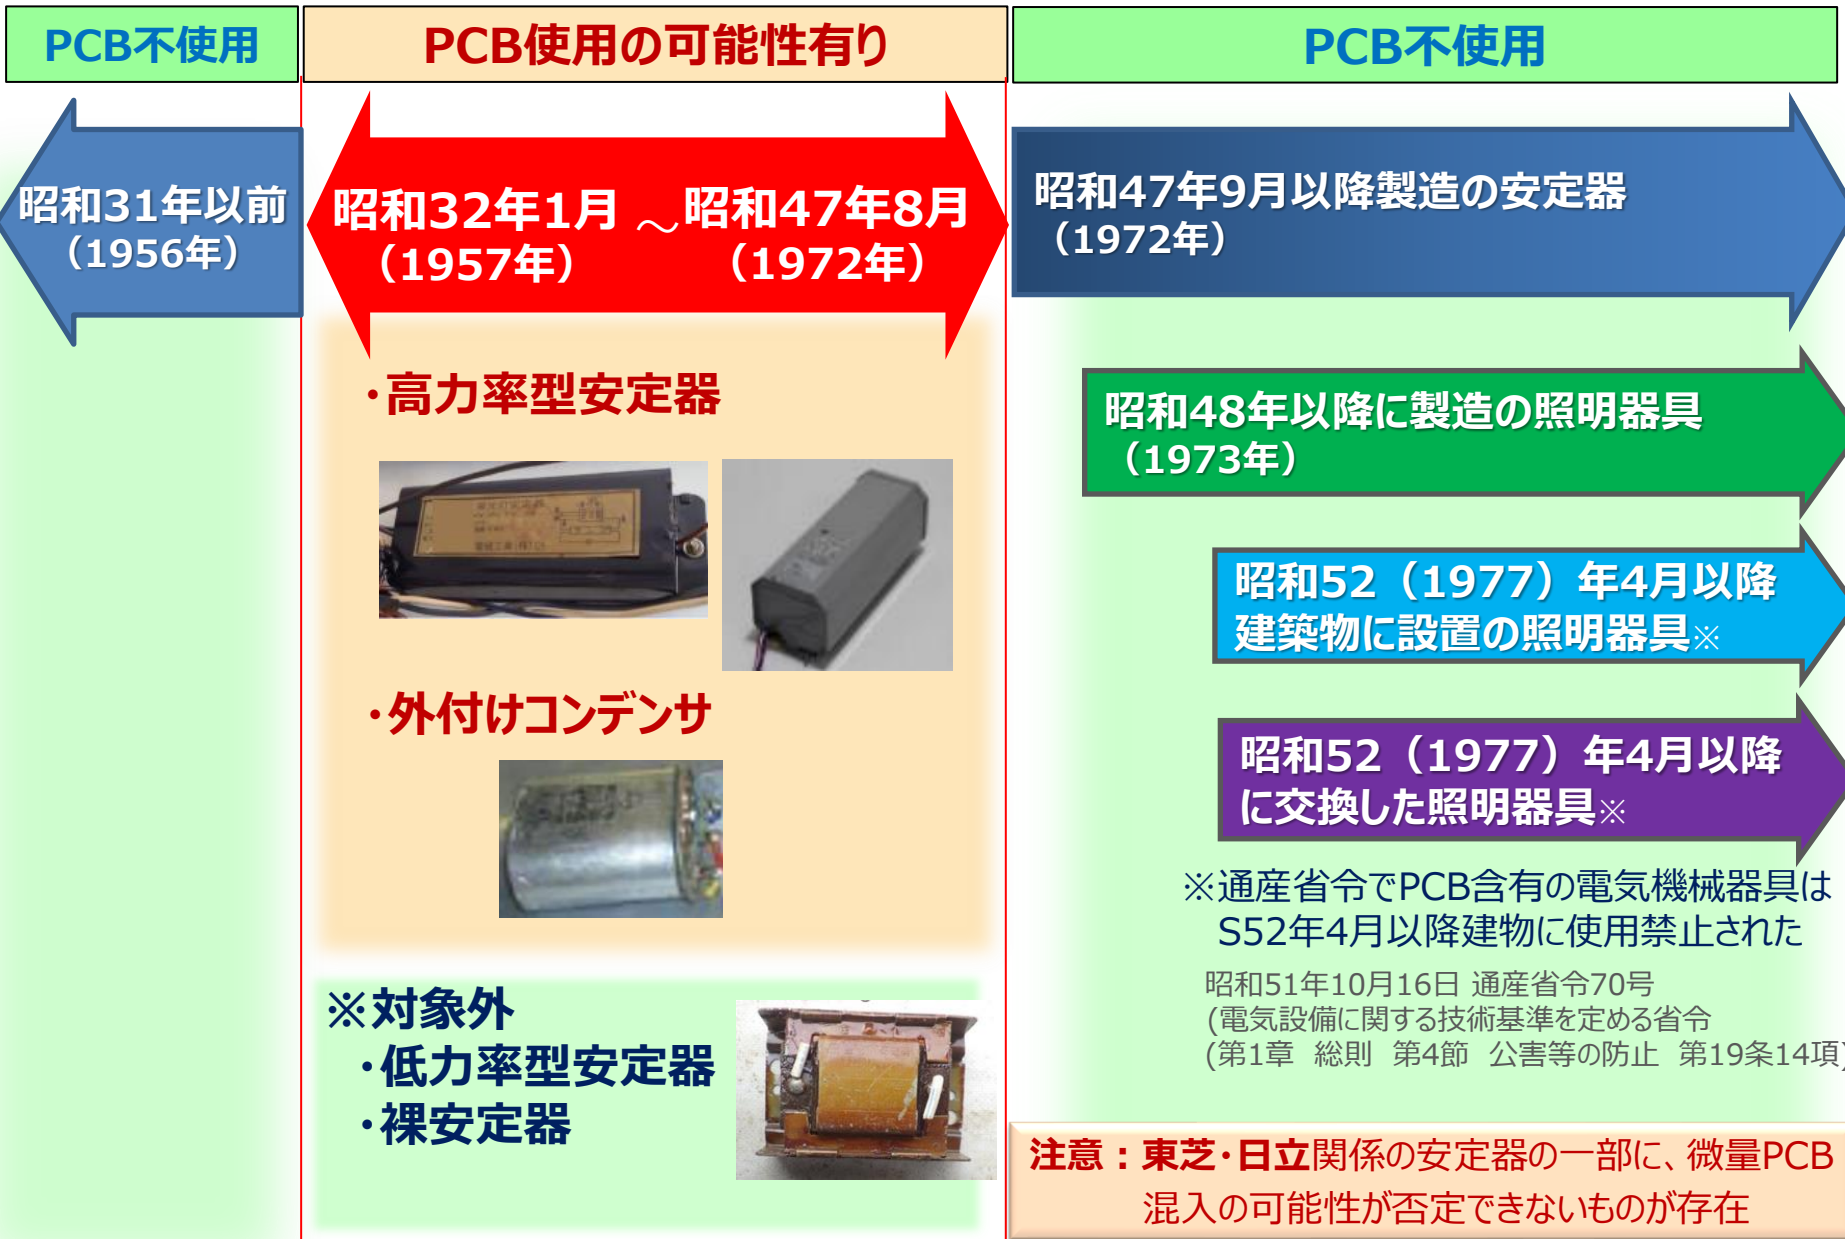 PCB不使用
PCB使用の可能性有り
PCB不使用
昭和31年以前
（1956年）
昭和32年1月 ～昭和47年8月
（1957年） （1972年）
昭和47年9月以降製造の安定器
（1972年）
・高力率型安定器
・外付けコンデンサ
※対象外
・低力率型安定器
・裸安定器
昭和48年以降に製造の照明器具
（1973年）
昭和52（1977）年4月以降
建築物に設置の照明器具※
昭和52（1977）年4月以降
に交換した照明器具※
※通産省令でPCB含有の電気機械器具は
S52年4月以降建物に使用禁止された
昭和51年10月16日 通産省令70号
(電気設備に関する技術基準を定める省令
(第1章　総則　第4節　公害等の防止　第19条14項)
注意：東芝・日立関係の安定器の一部に、微量PCB
混入の可能性が否定できないものが存在